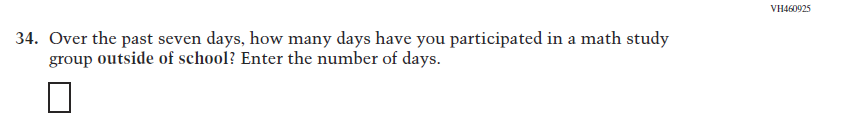 VH460925
34. Over the past seven days, how many days have you participated in a math study
group outside of school? Enter the number of days.